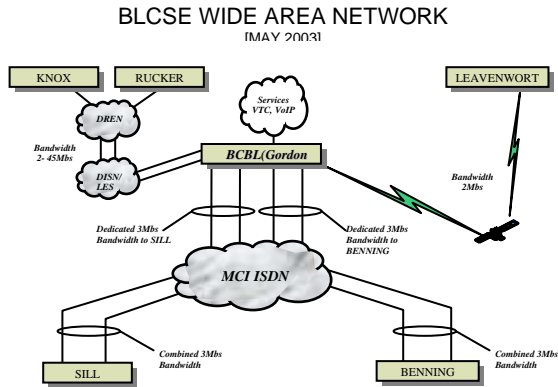 BLCSE WIDE AREA NETWORK
[MAY 2003]
KNOX
RUCKER
LEAVENWORT
Services
VTC, VoIP
DREN
Bandwidth
2- 45Mbs
BCBL(Gordon
Bandwidth
2Mbs
DISN/
LES
Dedicated 3Mbs
Bandwidth to SILL
Dedicated 3Mbs
Bandwidth to
BENNING
MCI ISDN
Combined 3Mbs
Bandwidth
Combined 3Mbs
Bandwidth
SILL
BENNING